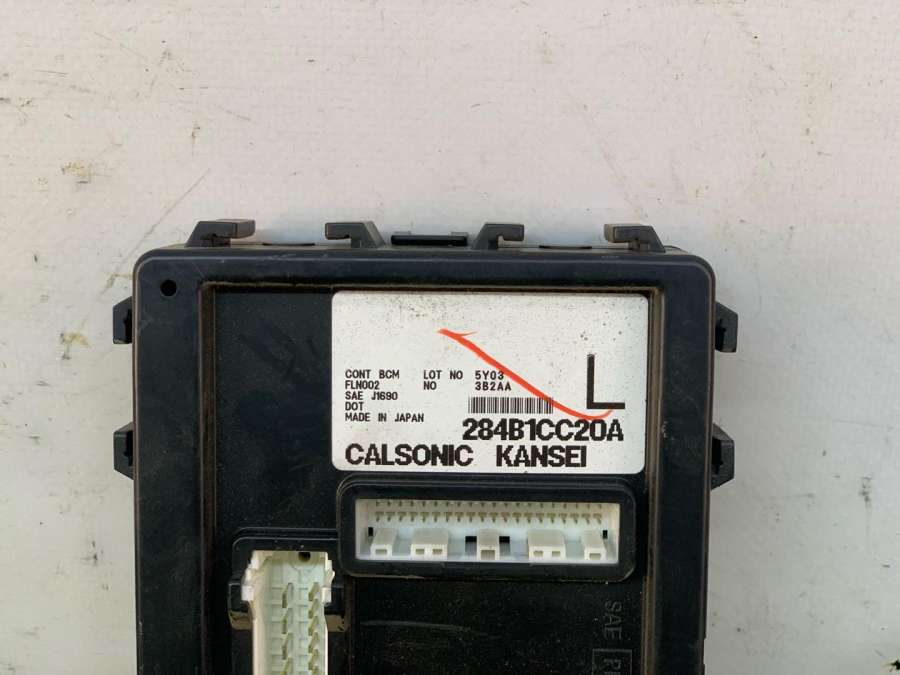 CONT BCM LOT NO 5Y03
FLN002 NO 3B2AA
SAE J1690
DOT
MADE IN JAPAN
L
284B1CC20A
CALSONIC KANSEI
SAE